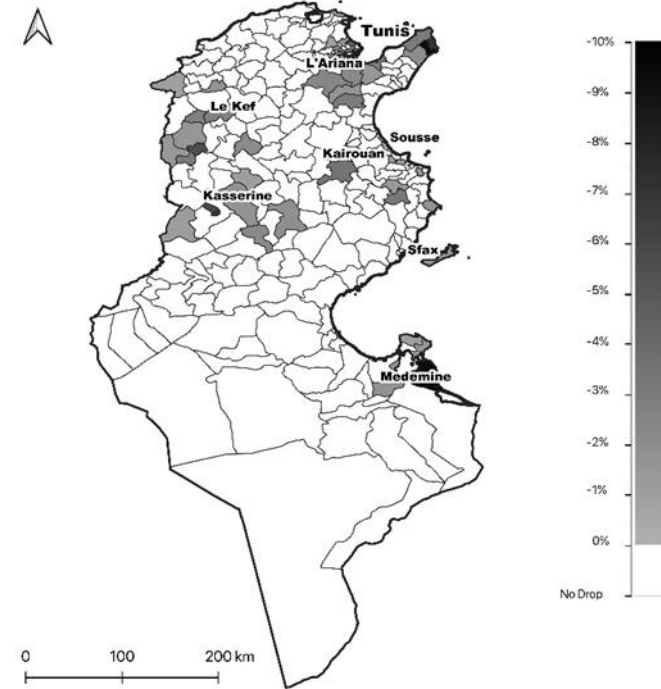 Tunis
L'Ariana
Le Kef
Sousse
Kairouan
Kasserine
Sfax
Medemine
-10%
-9%
-8%
-7%
-6%
-5%
-4%
-3%
-2%
-1%
0%
No Drop
0 100 200 km